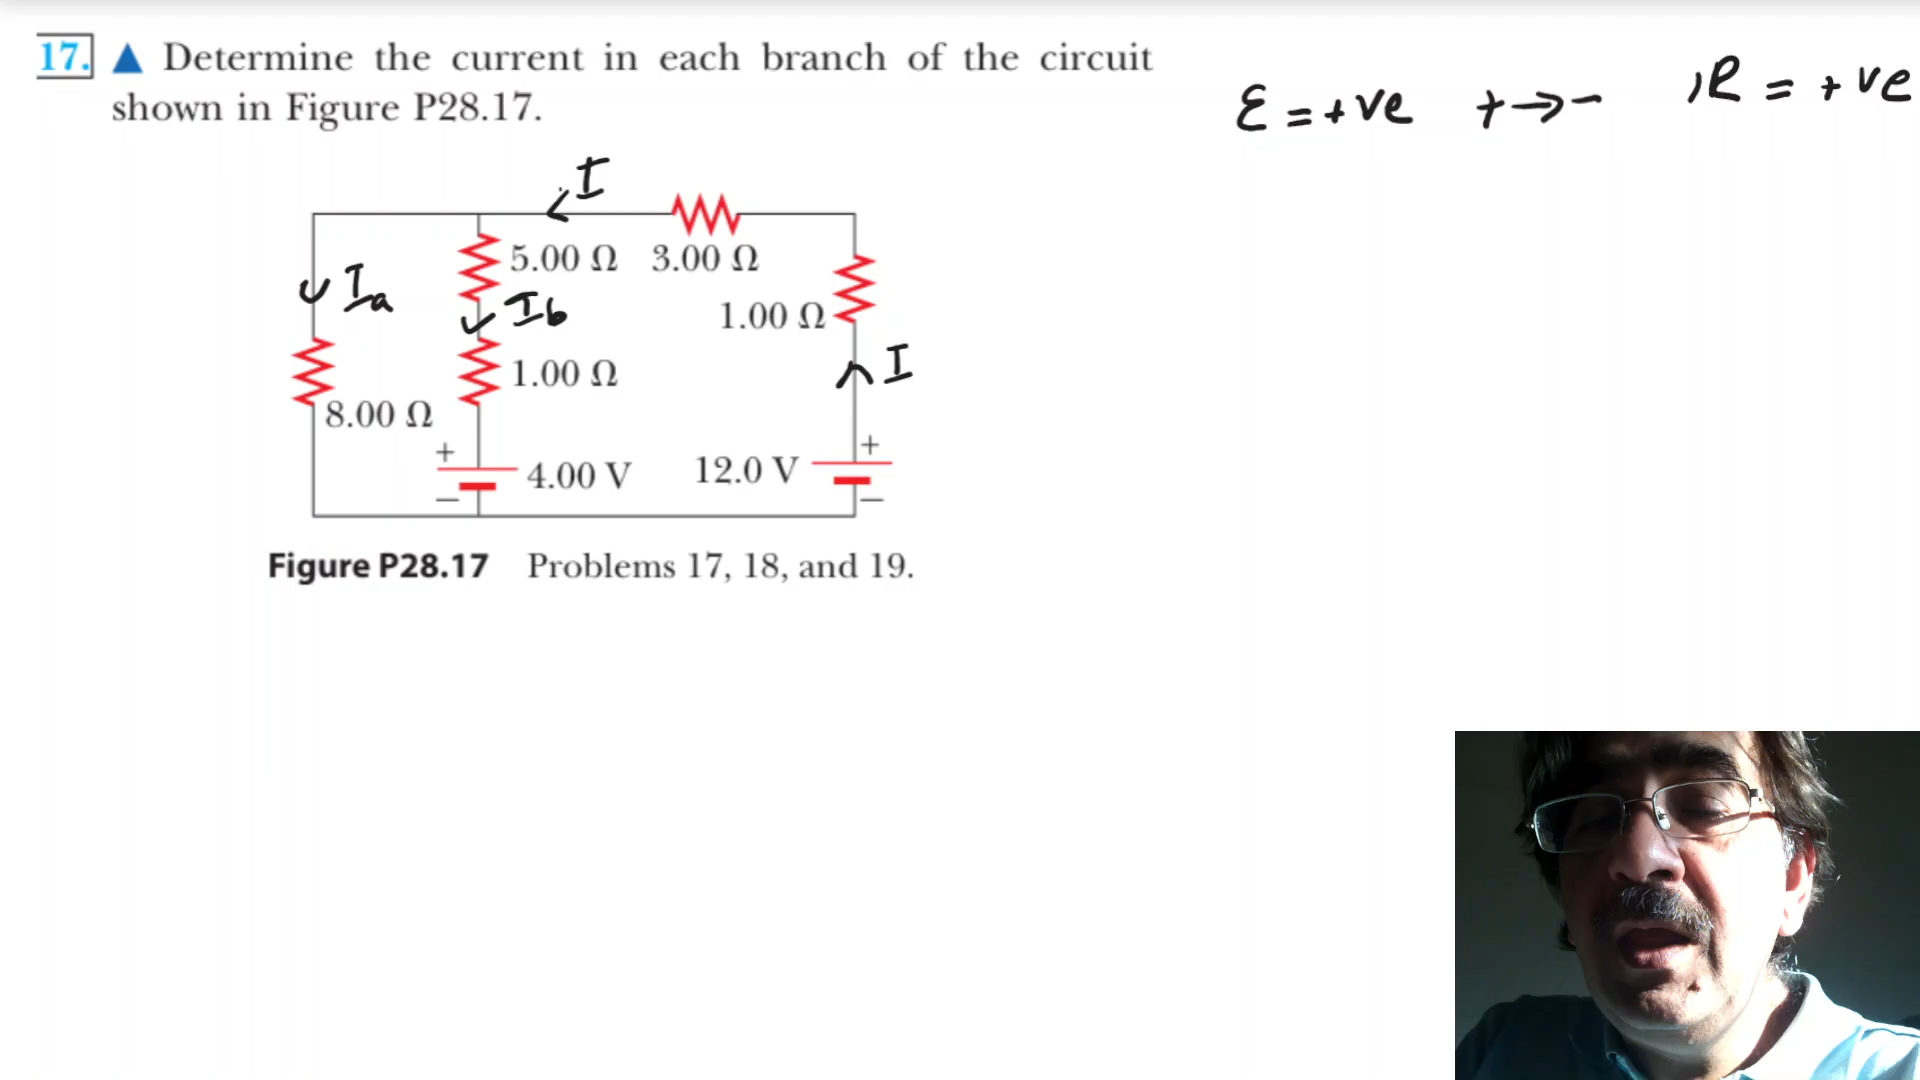 17. ▲ Determine the current in each branch of the circuit
shown in Figure P28.17.
Ɛ = +ve + → - iR = +ve
I
5.00 Ω 3.00 Ω
Ia
Ib
1.00 Ω
I
1.00 Ω
8.00 Ω
+ +
4.00 V 12.0 V
− −
Figure P28.17 Problems 17, 18, and 19.